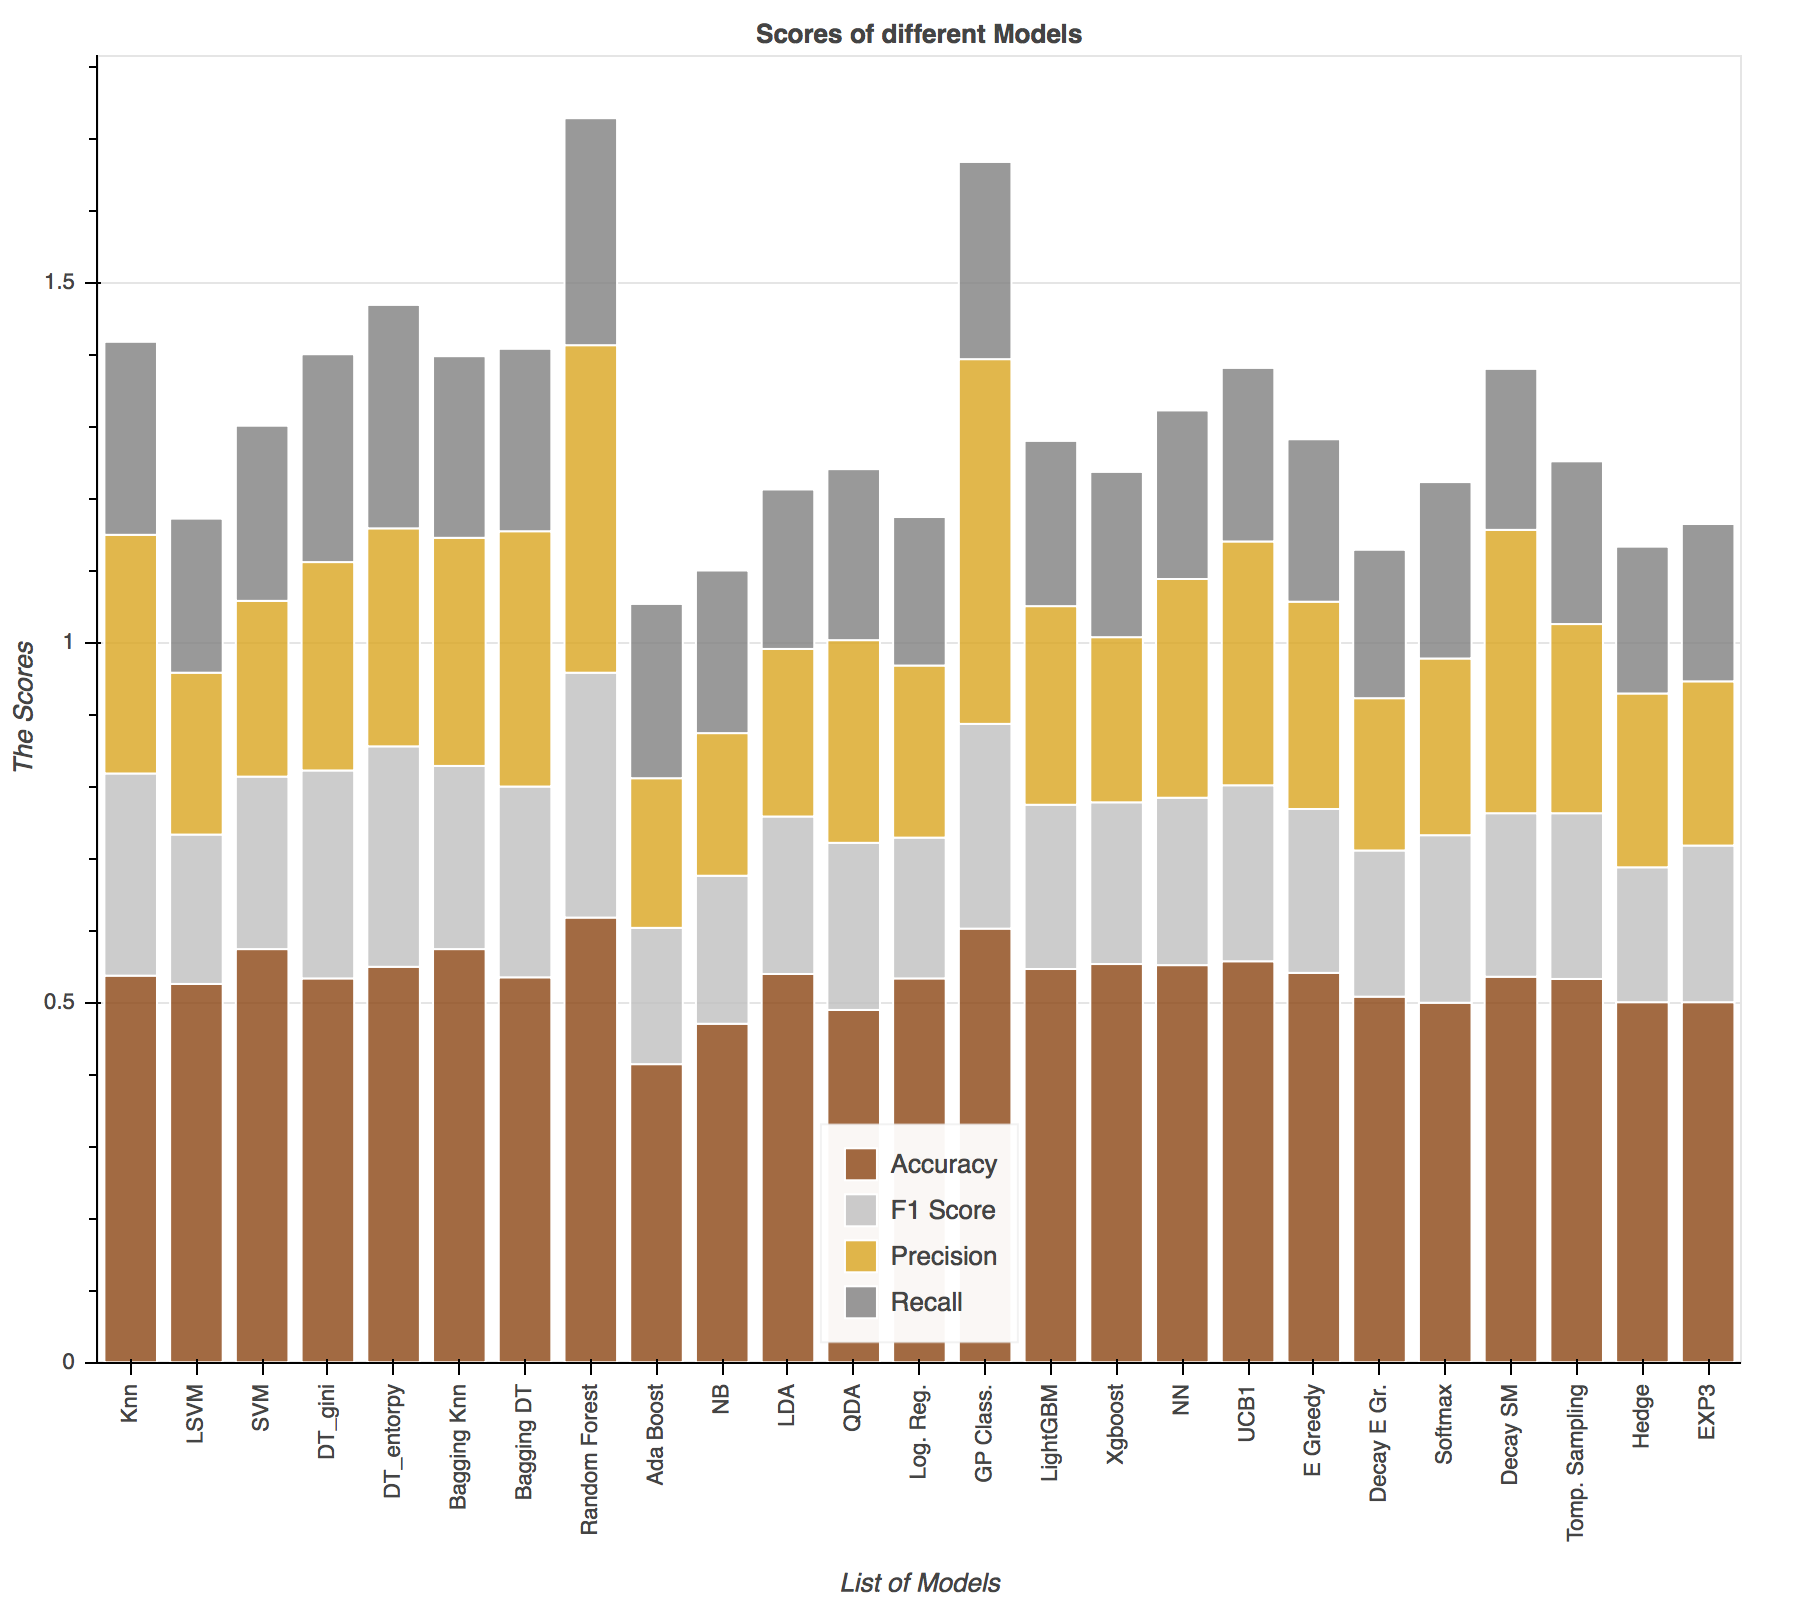 Scores of different Models
The Scores
1.5
1
0.5
0
Accuracy
F1 Score
Precision
Recall
Knn
LSVM
SVM
DT_gini
DT_entorpy
Bagging Knn
Bagging DT
Random Forest
Ada Boost
NB
LDA
QDA
Log. Reg.
GP Class.
LightGBM
Xgboost
NN
UCB1
E Greedy
Decay E Gr.
Softmax
Decay SM
Tomp. Sampling
Hedge
EXP3
List of Models